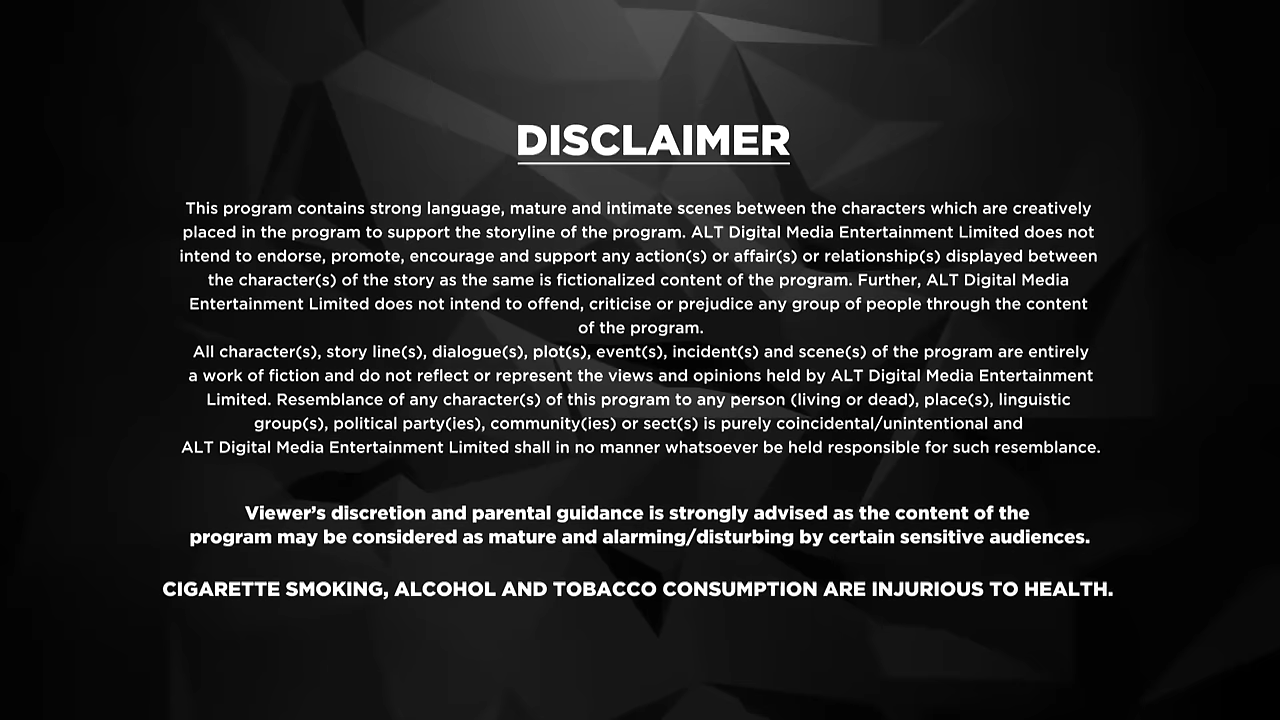 DISCLAIMER
This program contains strong language, mature and intimate scenes between the characters which are creatively
placed in the program to support the storyline of the program. ALT Digital Media Entertainment Limited does not
intend to endorse, promote, encourage and support any action(s) or affair(s) or relationship(s) displayed between
the character(s) of the story as the same is fictionalized content of the program. Further, ALT Digital Media
Entertainment Limited does not intend to offend, criticise or prejudice any group of people through the content
of the program.
All character(s), story line(s), dialogue(s), plot(s), event(s), incident(s) and scene(s) of the program are entirely
a work of fiction and do not reflect or represent the views and opinions held by ALT Digital Media Entertainment
Limited. Resemblance of any character(s) of this program to any person (living or dead), place(s), linguistic
group(s), political party(ies), community(ies) or sect(s) is purely coincidental/unintentional and
ALT Digital Media Entertainment Limited shall in no manner whatsoever be held responsible for such resemblance.
Viewer’s discretion and parental guidance is strongly advised as the content of the
program may be considered as mature and alarming/disturbing by certain sensitive audiences.
CIGARETTE SMOKING, ALCOHOL AND TOBACCO CONSUMPTION ARE INJURIOUS TO HEALTH.